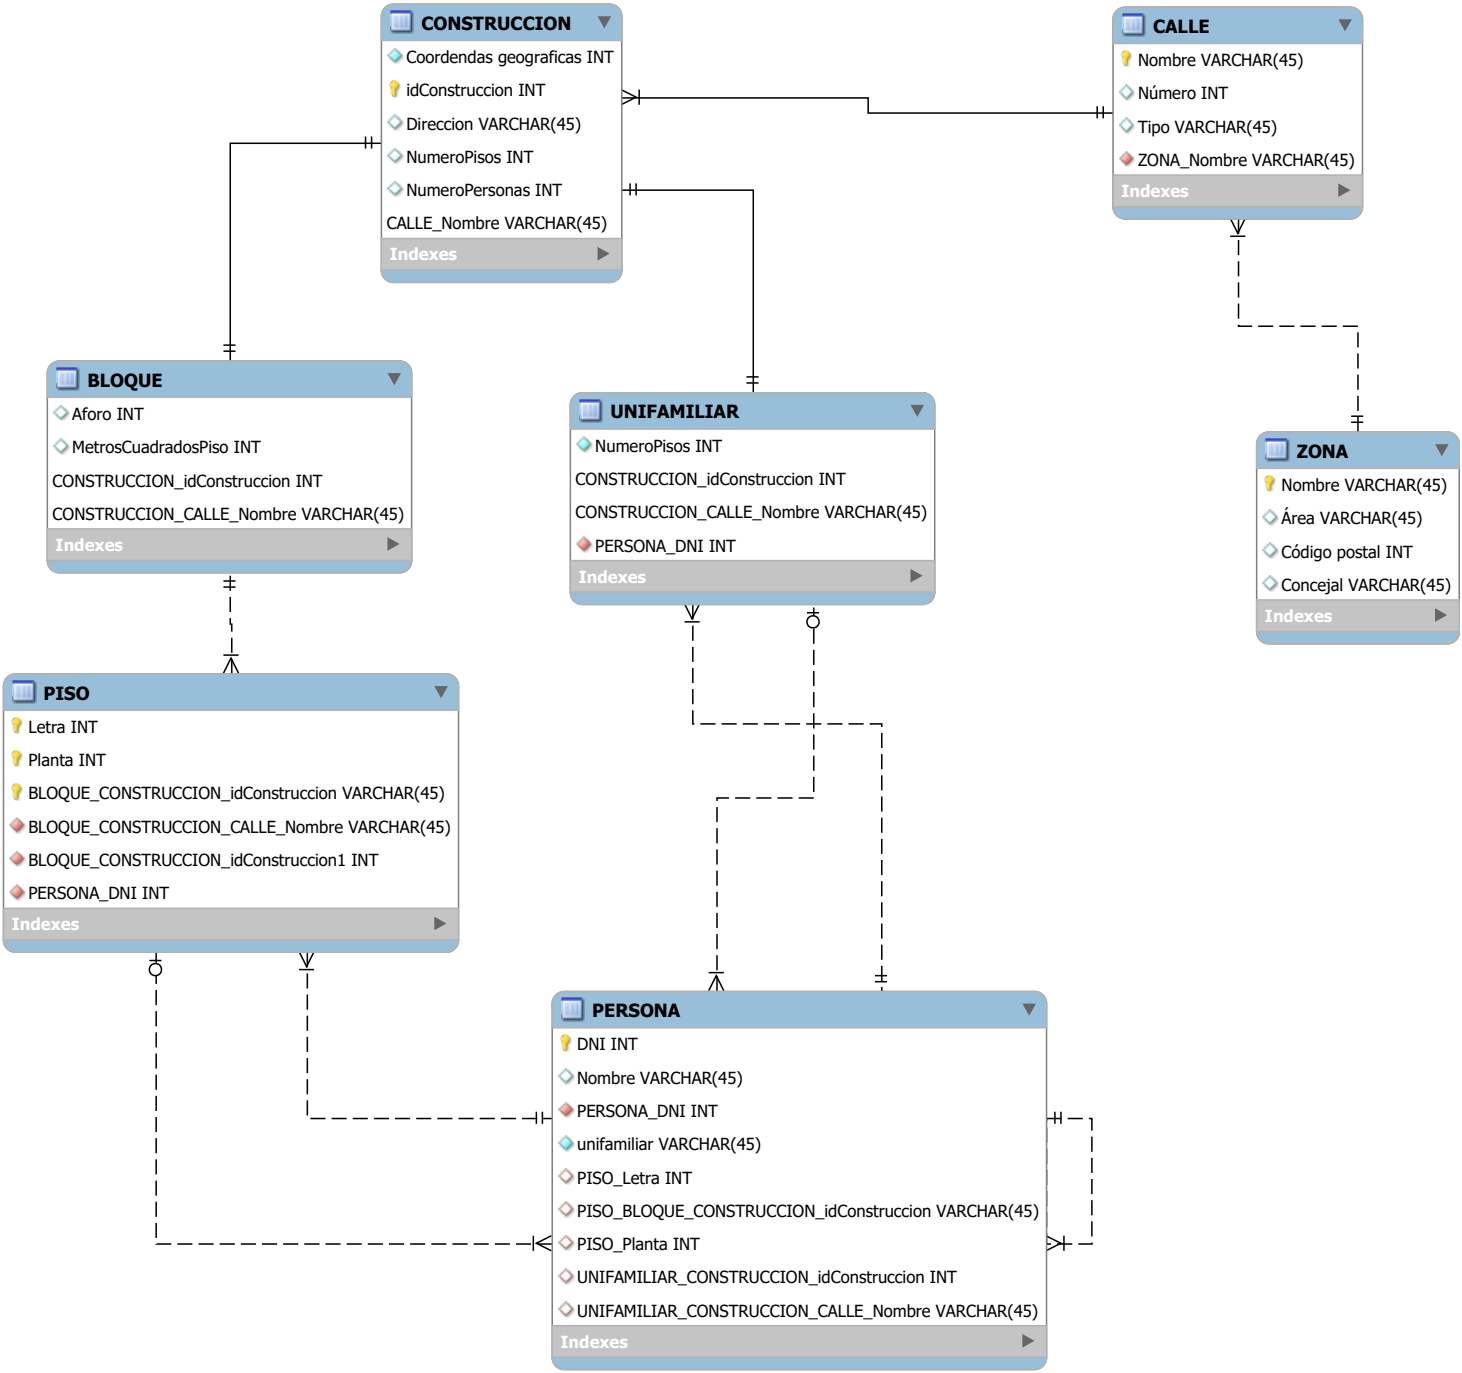 CONSTRUCCION
Coordendas geograficas INT
idConstruccion INT
Direccion VARCHAR(45)
NumeroPisos INT
NumeroPersonas INT
CALLE_Nombre VARCHAR(45)
Indexes
CALLE
Nombre VARCHAR(45)
Número INT
Tipo VARCHAR(45)
ZONA_Nombre VARCHAR(45)
Indexes
BLOQUE
Aforo INT
MetrosCuadradosPiso INT
CONSTRUCCION_idConstruccion INT
CONSTRUCCION_CALLE_Nombre VARCHAR(45)
Indexes
UNIFAMILIAR
NumeroPisos INT
CONSTRUCCION_idConstruccion INT
CONSTRUCCION_CALLE_Nombre VARCHAR(45)
PERSONA_DNI INT
Indexes
ZONA
Nombre VARCHAR(45)
Área VARCHAR(45)
Código postal INT
Concejal VARCHAR(45)
Indexes
PISO
Letra INT
Planta INT
BLOQUE_CONSTRUCCION_idConstruccion VARCHAR(45)
BLOQUE_CONSTRUCCION_CALLE_Nombre VARCHAR(45)
BLOQUE_CONSTRUCCION_idConstruccion1 INT
PERSONA_DNI INT
Indexes
PERSONA
DNI INT
Nombre VARCHAR(45)
PERSONA_DNI INT
unifamiliar VARCHAR(45)
PISO_Letra INT
PISO_BLOQUE_CONSTRUCCION_idConstruccion VARCHAR(45)
PISO_Planta INT
UNIFAMILIAR_CONSTRUCCION_idConstruccion INT
UNIFAMILIAR_CONSTRUCCION_CALLE_Nombre VARCHAR(45)
Indexes